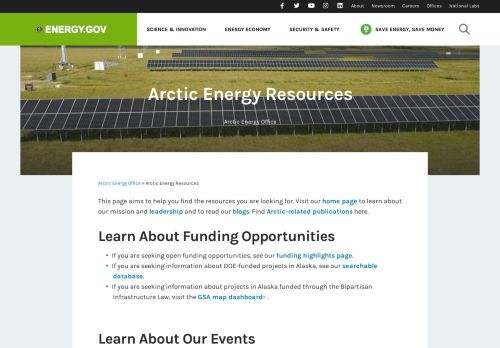 About Newsroom Careers Offices National Labs
ENERGY.GOV
SCIENCE & INNOVATION ENERGY ECONOMY SECURITY & SAFETY SAVE ENERGY, SAVE MONEY
Arctic Energy Resources
Arctic Energy Office
Arctic Energy Office » Arctic Energy Resources
This page aims to help you find the resources you are looking for. Visit our home page to learn about
our mission and leadership and to read our blogs. Find Arctic-related publications here.
Learn About Funding Opportunities
• If you are seeking open funding opportunities, see our funding highlights page.
• If you are seeking information about DOE-funded projects in Alaska, see our searchable
database.
• If you are seeking information about projects in Alaska funded through the Bipartisan
Infrastructure Law, visit the GSA map dashboard .
Learn About Our Events